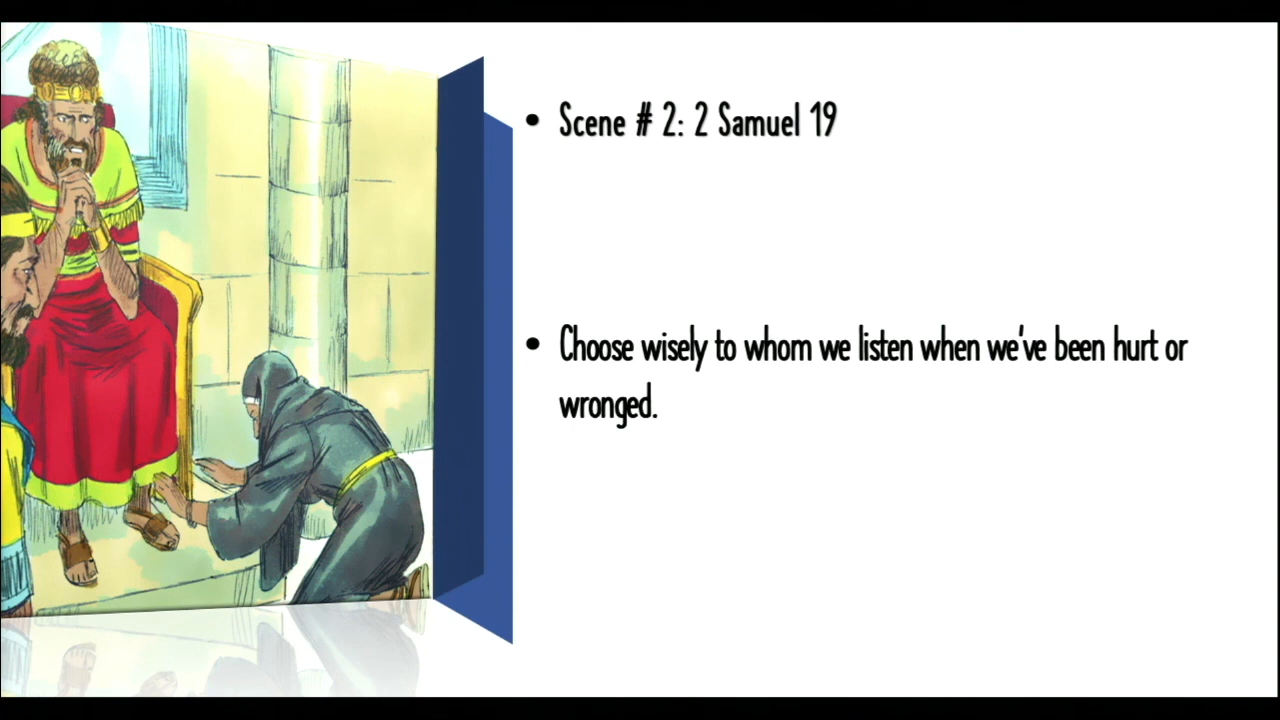 • Scene # 2: 2 Samuel 19
• Choose wisely to whom we listen when we've been hurt or
wronged.